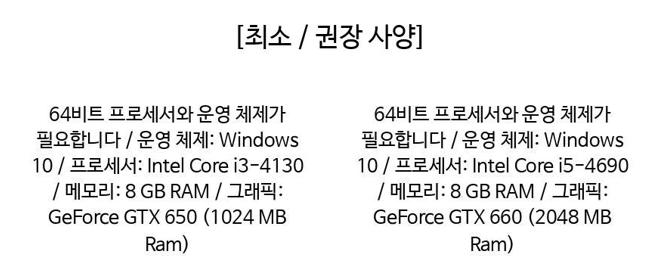 [최소 / 권장 사양]
64비트 프로세서와 운영 체제가
필요합니다 / 운영 체제: Windows
10 / 프로세서: Intel Core i3-4130
/ 메모리: 8 GB RAM / 그래픽:
GeForce GTX 650 (1024 MB
Ram)
64비트 프로세서와 운영 체제가
필요합니다 / 운영 체제: Windows
10 / 프로세서: Intel Core i5-4690
/ 메모리: 8 GB RAM / 그래픽:
GeForce GTX 660 (2048 MB
Ram)